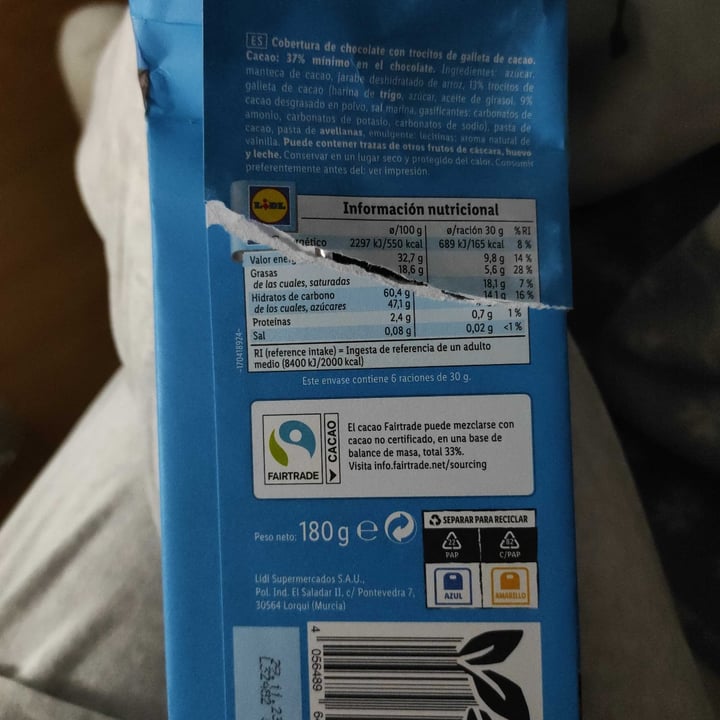 ES Cobertura de chocolate con trocitos de galleta de cacao.
Cacao: 37% mínimo en el chocolate. Ingredientes: azúcar,
manteca de cacao, jarabe deshidratado de arroz, 13% trocitos de
galleta de cacao (harina de trigo, azúcar, aceite de girasol, 9%
cacao desgrasado en polvo, sal marina, gasificantes: carbonatos de
amonio, carbonatos de potasio, carbonatos de sodio), pasta de
cacao, pasta de avellanas, emulgente: lecitinas; aroma natural de
vainilla. Puede contener trazas de otros frutos de cáscara, huevo
y leche. Conservar en un lugar seco y protegido del calor. Consumir
preferentemente antes del: ver impresión.
LIDL
Información nutricional
ø/100 g ø/ración 30 g %RI
2297 kJ/550 kcal 689 kJ/165 kcal 8 %
Valor
Grasas 32,7 g 9,8 g 14 %
de las cuales, saturadas 18,6 g 5,6 g 28 %
Hidratos de carbono 60,4 g 18,1 g 7 %
de los cuales, azúcares 47,1 g 14,1 g 16 %
Proteínas 2,4 g 0,7 g 1 %
Sal 0,08 g 0,02 g <1 %
RI (reference intake) = Ingesta de referencia de un adulto
medio (8400 kJ/2000 kcal)
-170418924-
Este envase contiene 6 raciones de 30 g.
FAIRTRADE
CACAO
El cacao Fairtrade puede mezclarse con
cacao no certificado, en una base de
balance de masa, total 33%.
Visita info.fairtrade.net/sourcing
Peso neto: 180 g e
SEPARAR PARA RECICLAR
22 82
PAP C/PAP
AZUL AMARILLO
Lidl Supermercados S.A.U.,
Pol. Ind. El Saladar II, c/ Pontevedra 7,
30564 Lorquí (Murcia)
4 056489 6